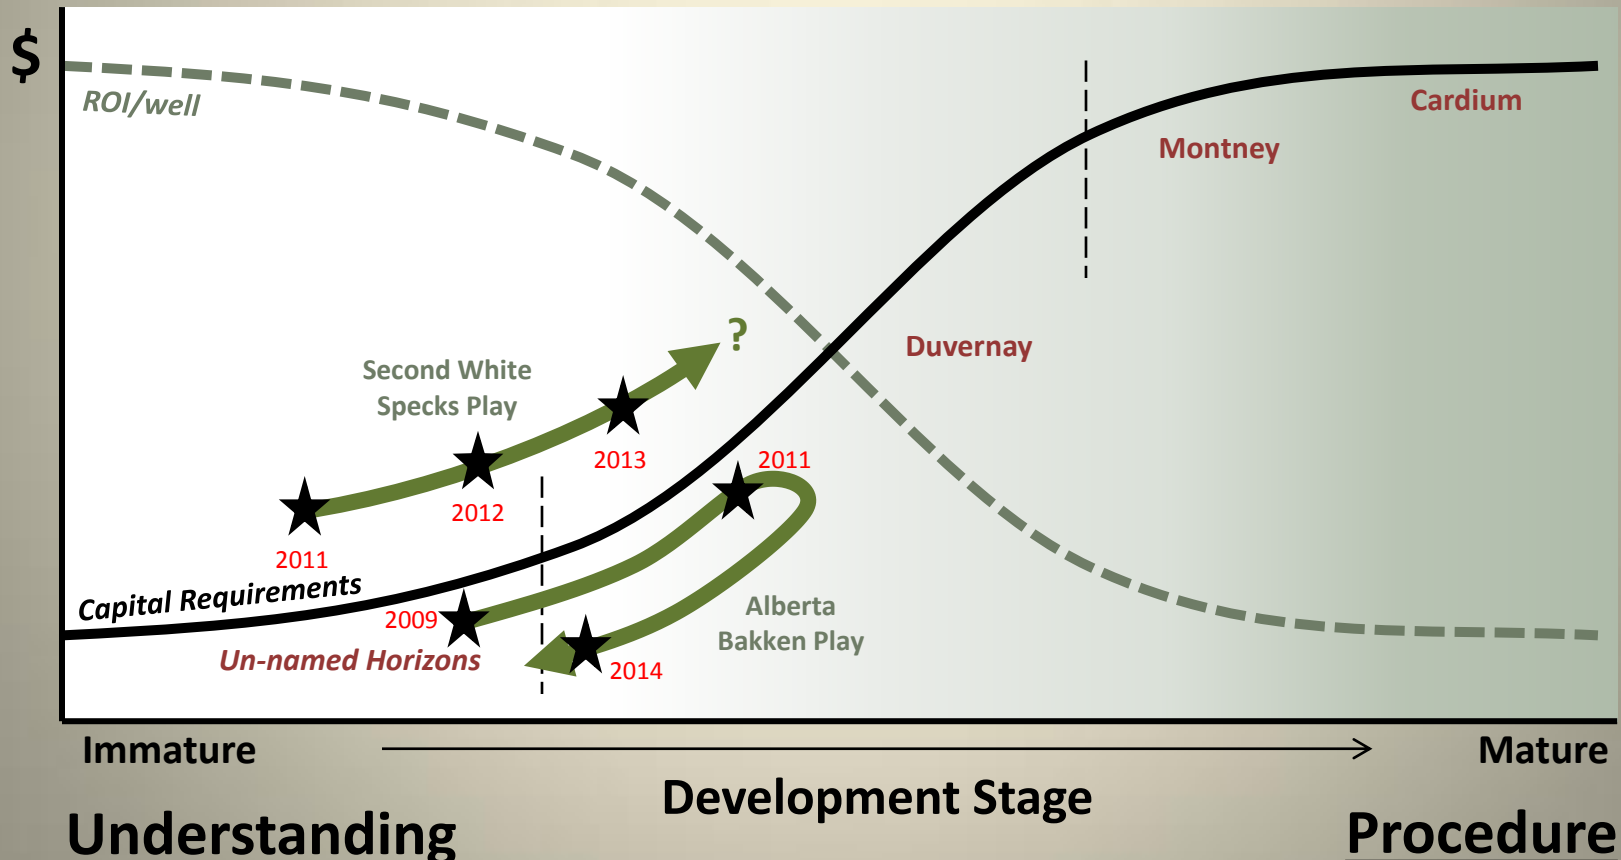 $
ROI/well
Cardium
Montney
?
Duvernay
Second White
Specks Play
2013
2011
2012
2011
Capital Requirements
2009
Alberta
Bakken Play
Un-named Horizons
2014
Immature
Mature
Development Stage
Understanding
Procedure